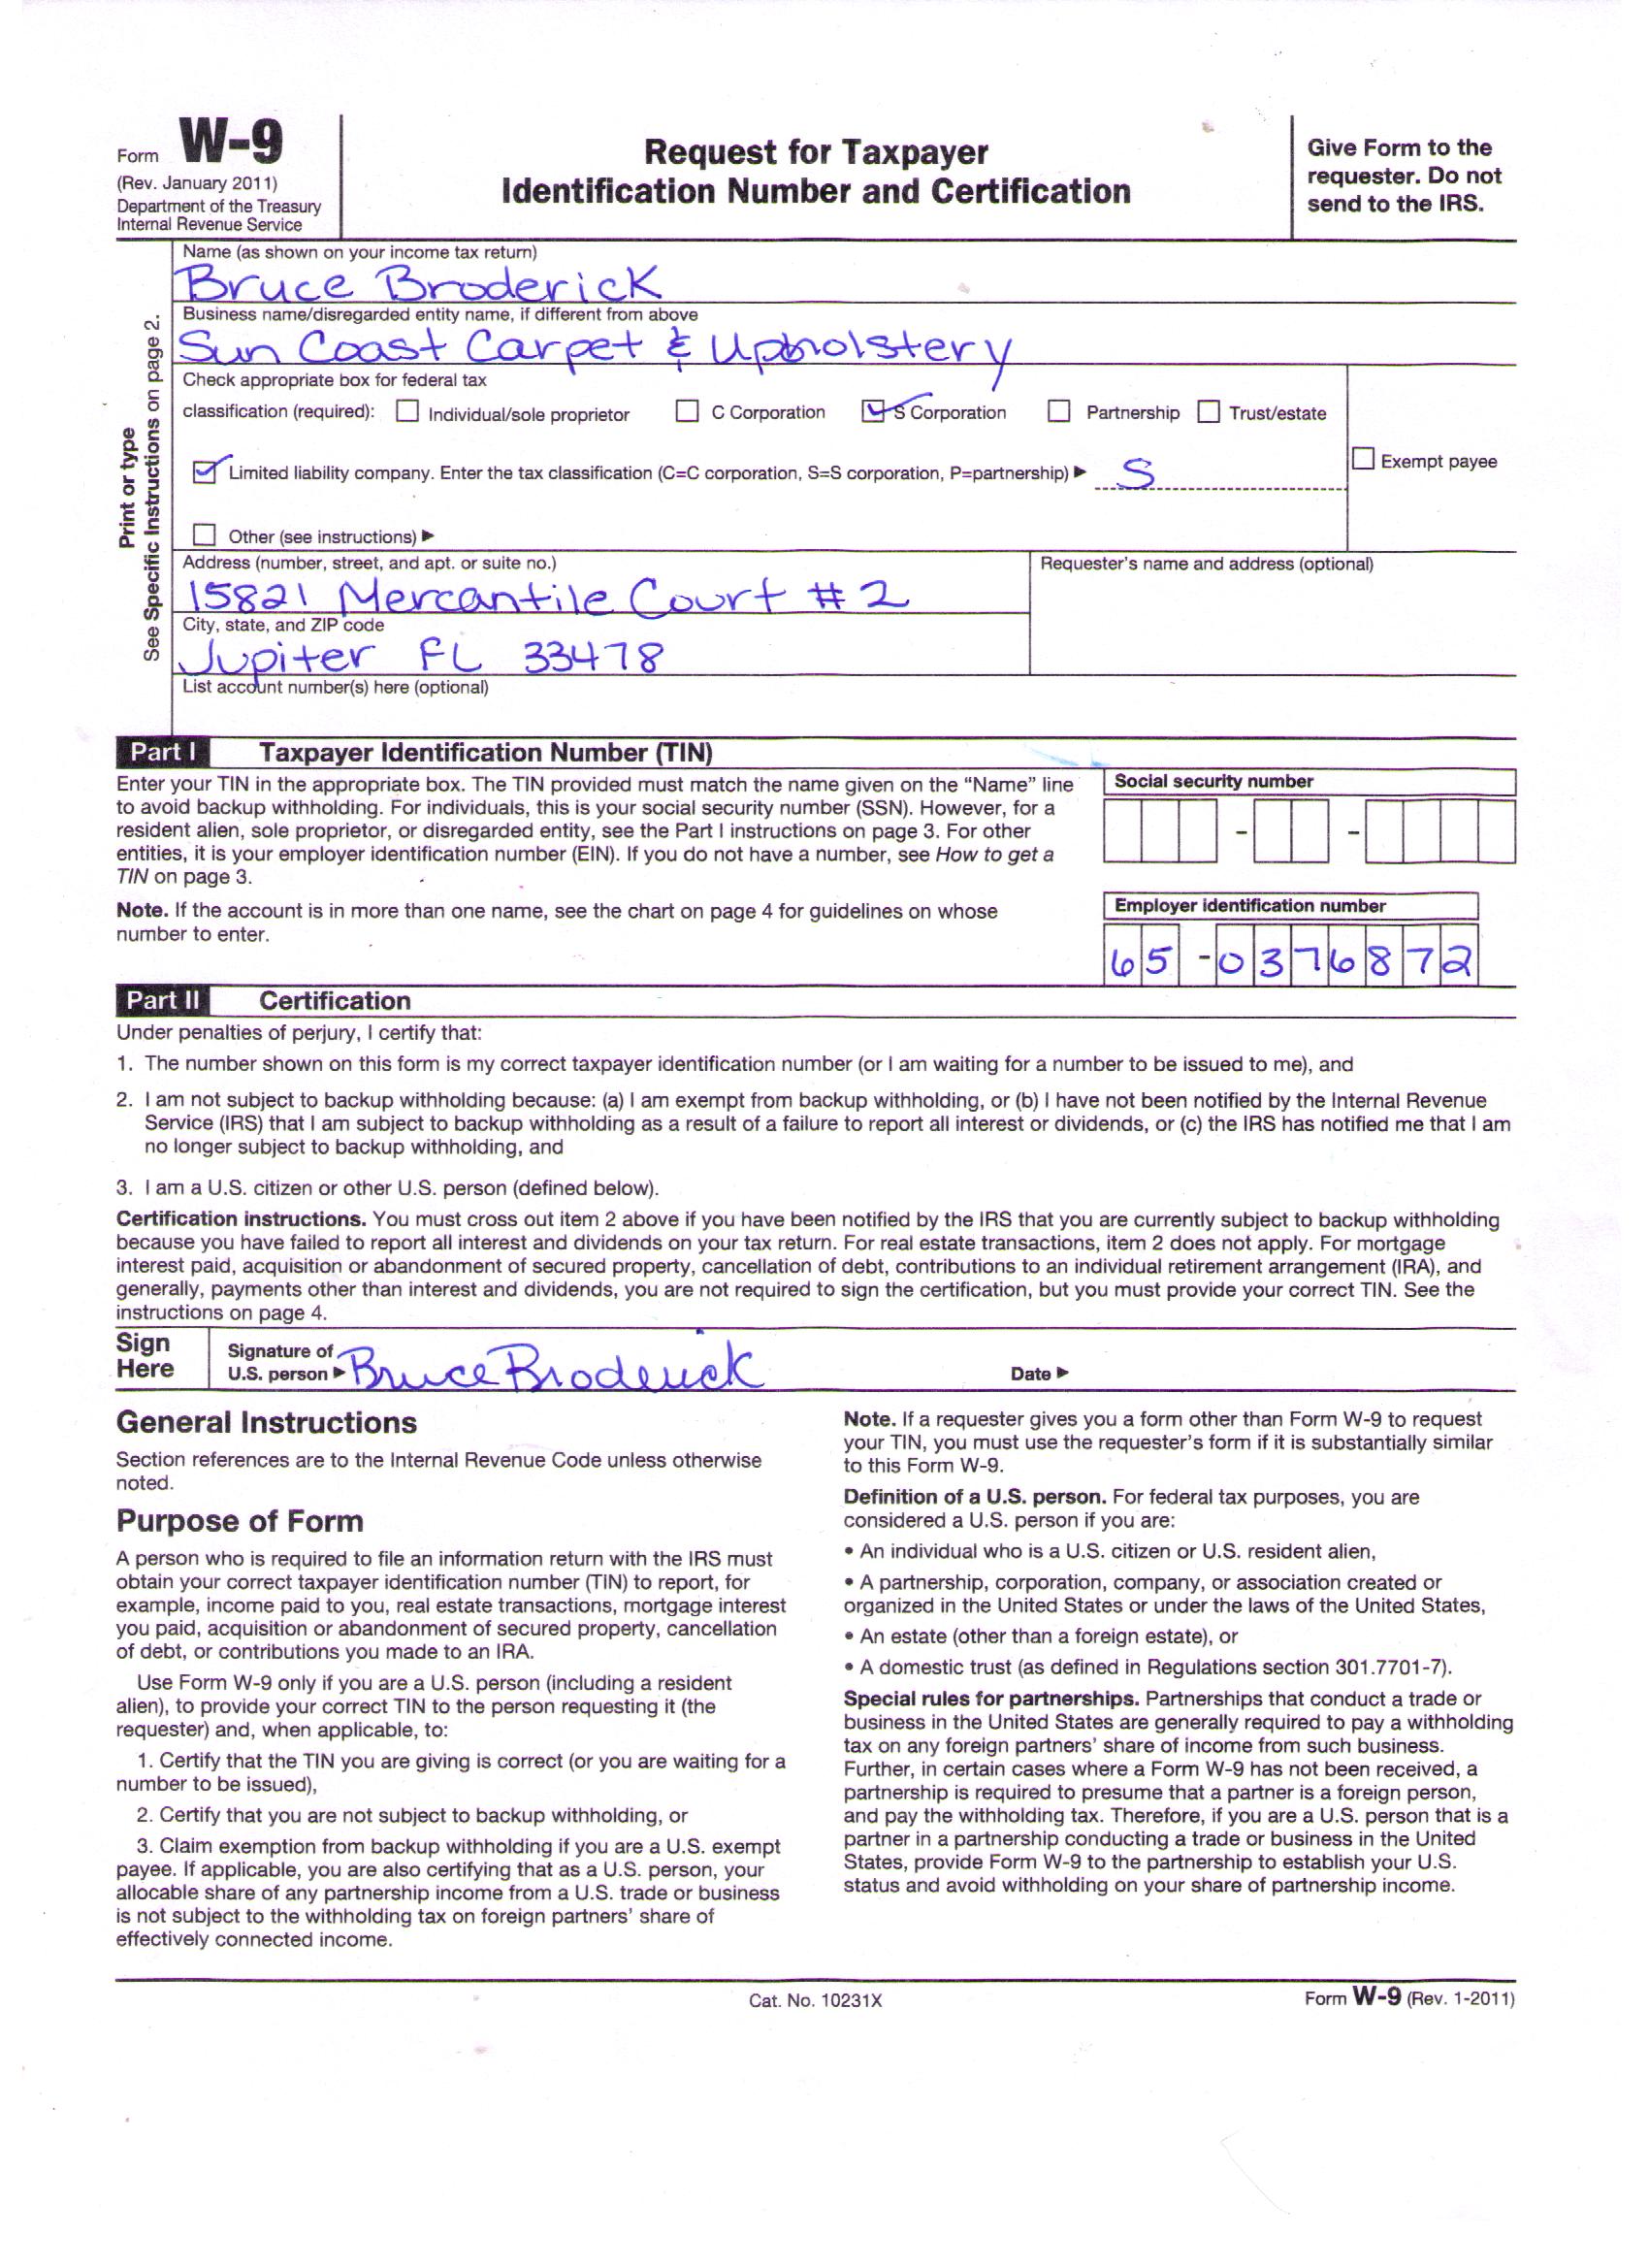 Form W-9
(Rev. January 2011)
Department of the Treasury
Internal Revenue Service
Request for Taxpayer
Identification Number and Certification
Give Form to the
requester. Do not
send to the IRS.
Print or type
See Specific Instructions on page 2.
Name (as shown on your income tax return)
Bruce Broderick
Business name/disregarded entity name, if different from above
Sun Coast Carpet & Upholstery
Check appropriate box for federal tax
classification (required): Individual/sole proprietor C Corporation S Corporation Partnership Trust/estate
Limited liability company. Enter the tax classification (C=C corporation, S=S corporation, P=partnership) ▶ S
Exempt payee
Other (see instructions) ▶
Address (number, street, and apt. or suite no.)
15821 Mercantile Court #2
Requester's name and address (optional)
City, state, and ZIP code
Jupiter FL 33478
List account number(s) here (optional)
Part I Taxpayer Identification Number (TIN)
Enter your TIN in the appropriate box. The TIN provided must match the name given on the "Name" line
to avoid backup withholding. For individuals, this is your social security number (SSN). However, for a
resident alien, sole proprietor, or disregarded entity, see the Part I instructions on page 3. For other
entities, it is your employer identification number (EIN). If you do not have a number, see How to get a
TIN on page 3.
Note. If the account is in more than one name, see the chart on page 4 for guidelines on whose
number to enter.
Social security number
- -
Employer identification number
65-0376872
Part II Certification
Under penalties of perjury, I certify that:
1. The number shown on this form is my correct taxpayer identification number (or I am waiting for a number to be issued to me), and
2. I am not subject to backup withholding because: (a) I am exempt from backup withholding, or (b) I have not been notified by the Internal Revenue
Service (IRS) that I am subject to backup withholding as a result of a failure to report all interest or dividends, or (c) the IRS has notified me that I am
no longer subject to backup withholding, and
3. I am a U.S. citizen or other U.S. person (defined below).
Certification instructions. You must cross out item 2 above if you have been notified by the IRS that you are currently subject to backup withholding
because you have failed to report all interest and dividends on your tax return. For real estate transactions, item 2 does not apply. For mortgage
interest paid, acquisition or abandonment of secured property, cancellation of debt, contributions to an individual retirement arrangement (IRA), and
generally, payments other than interest and dividends, you are not required to sign the certification, but you must provide your correct TIN. See the
instructions on page 4.
Sign
Here
Signature of
U.S. person ▶ Bruce Broderick
Date ▶
General Instructions
Section references are to the Internal Revenue Code unless otherwise
noted.
Purpose of Form
A person who is required to file an information return with the IRS must
obtain your correct taxpayer identification number (TIN) to report, for
example, income paid to you, real estate transactions, mortgage interest
you paid, acquisition or abandonment of secured property, cancellation
of debt, or contributions you made to an IRA.
Use Form W-9 only if you are a U.S. person (including a resident
alien), to provide your correct TIN to the person requesting it (the
requester) and, when applicable, to:
1. Certify that the TIN you are giving is correct (or you are waiting for a
number to be issued),
2. Certify that you are not subject to backup withholding, or
3. Claim exemption from backup withholding if you are a U.S. exempt
payee. If applicable, you are also certifying that as a U.S. person, your
allocable share of any partnership income from a U.S. trade or business
is not subject to the withholding tax on foreign partners' share of
effectively connected income.
Note. If a requester gives you a form other than Form W-9 to request
your TIN, you must use the requester's form if it is substantially similar
to this Form W-9.
Definition of a U.S. person. For federal tax purposes, you are
considered a U.S. person if you are:
• An individual who is a U.S. citizen or U.S. resident alien,
• A partnership, corporation, company, or association created or
organized in the United States or under the laws of the United States,
• An estate (other than a foreign estate), or
• A domestic trust (as defined in Regulations section 301.7701-7).
Special rules for partnerships. Partnerships that conduct a trade or
business in the United States are generally required to pay a withholding
tax on any foreign partners' share of income from such business.
Further, in certain cases where a Form W-9 has not been received, a
partnership is required to presume that a partner is a foreign person,
and pay the withholding tax. Therefore, if you are a U.S. person that is a
partner in a partnership conducting a trade or business in the United
States, provide Form W-9 to the partnership to establish your U.S.
status and avoid withholding on your share of partnership income.
Cat. No. 10231X
Form W-9 (Rev. 1-2011)